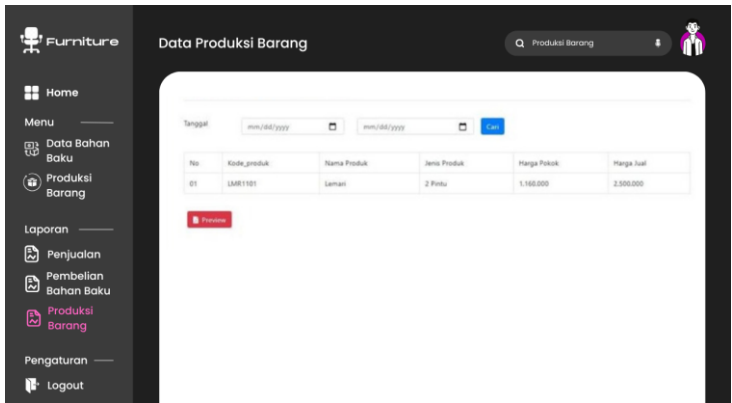 Furniture
Data Produksi Barang
Produksi Barang
Home
Menu
Data Bahan
Baku
Produksi
Barang
Laporan
Penjualan
Pembelian
Bahan Baku
Produksi
Barang
Pengaturan
Logout
Tanggal mm/dd/yyyy mm/dd/yyyy Cari
No Kode_produk Nama Produk Jenis Produk Harga Pokok Harga Jual
01 LMR1101 Lemari 2 Pintu 1.160.000 2.500.000
Preview